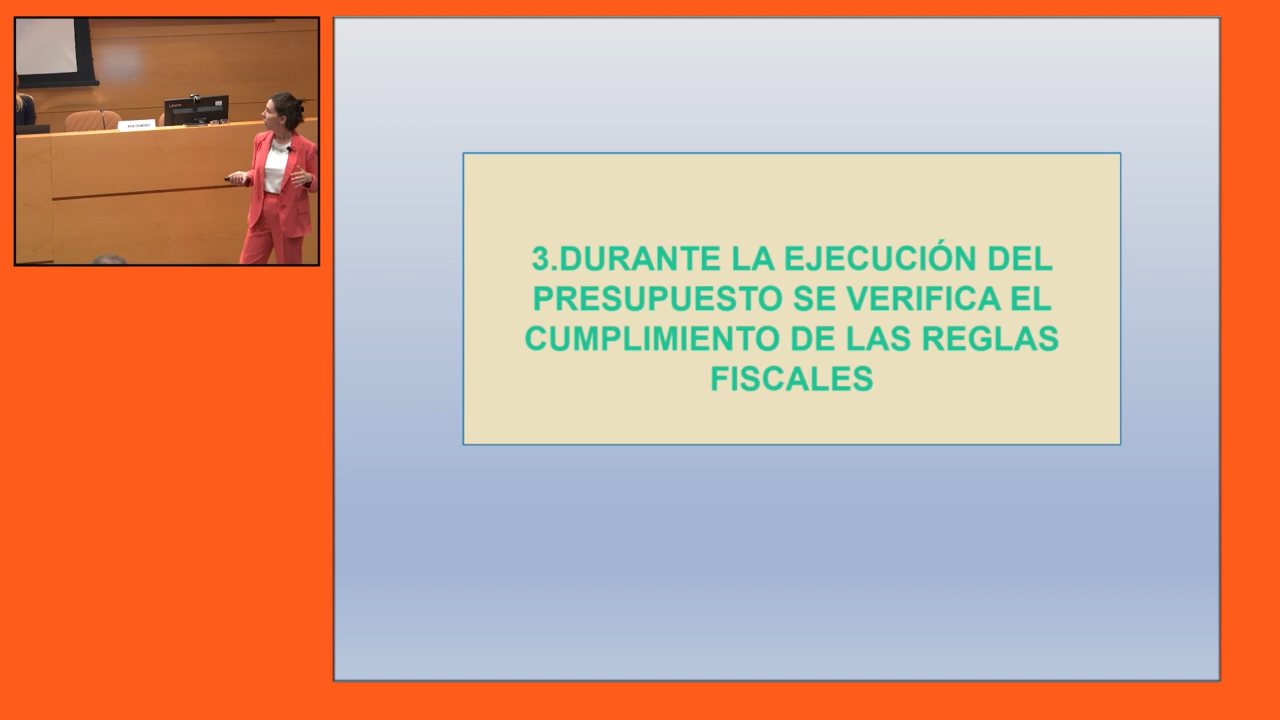 3.DURANTE LA EJECUCIÓN DEL
PRESUPUESTO SE VERIFICA EL
CUMPLIMIENTO DE LAS REGLAS
FISCALES